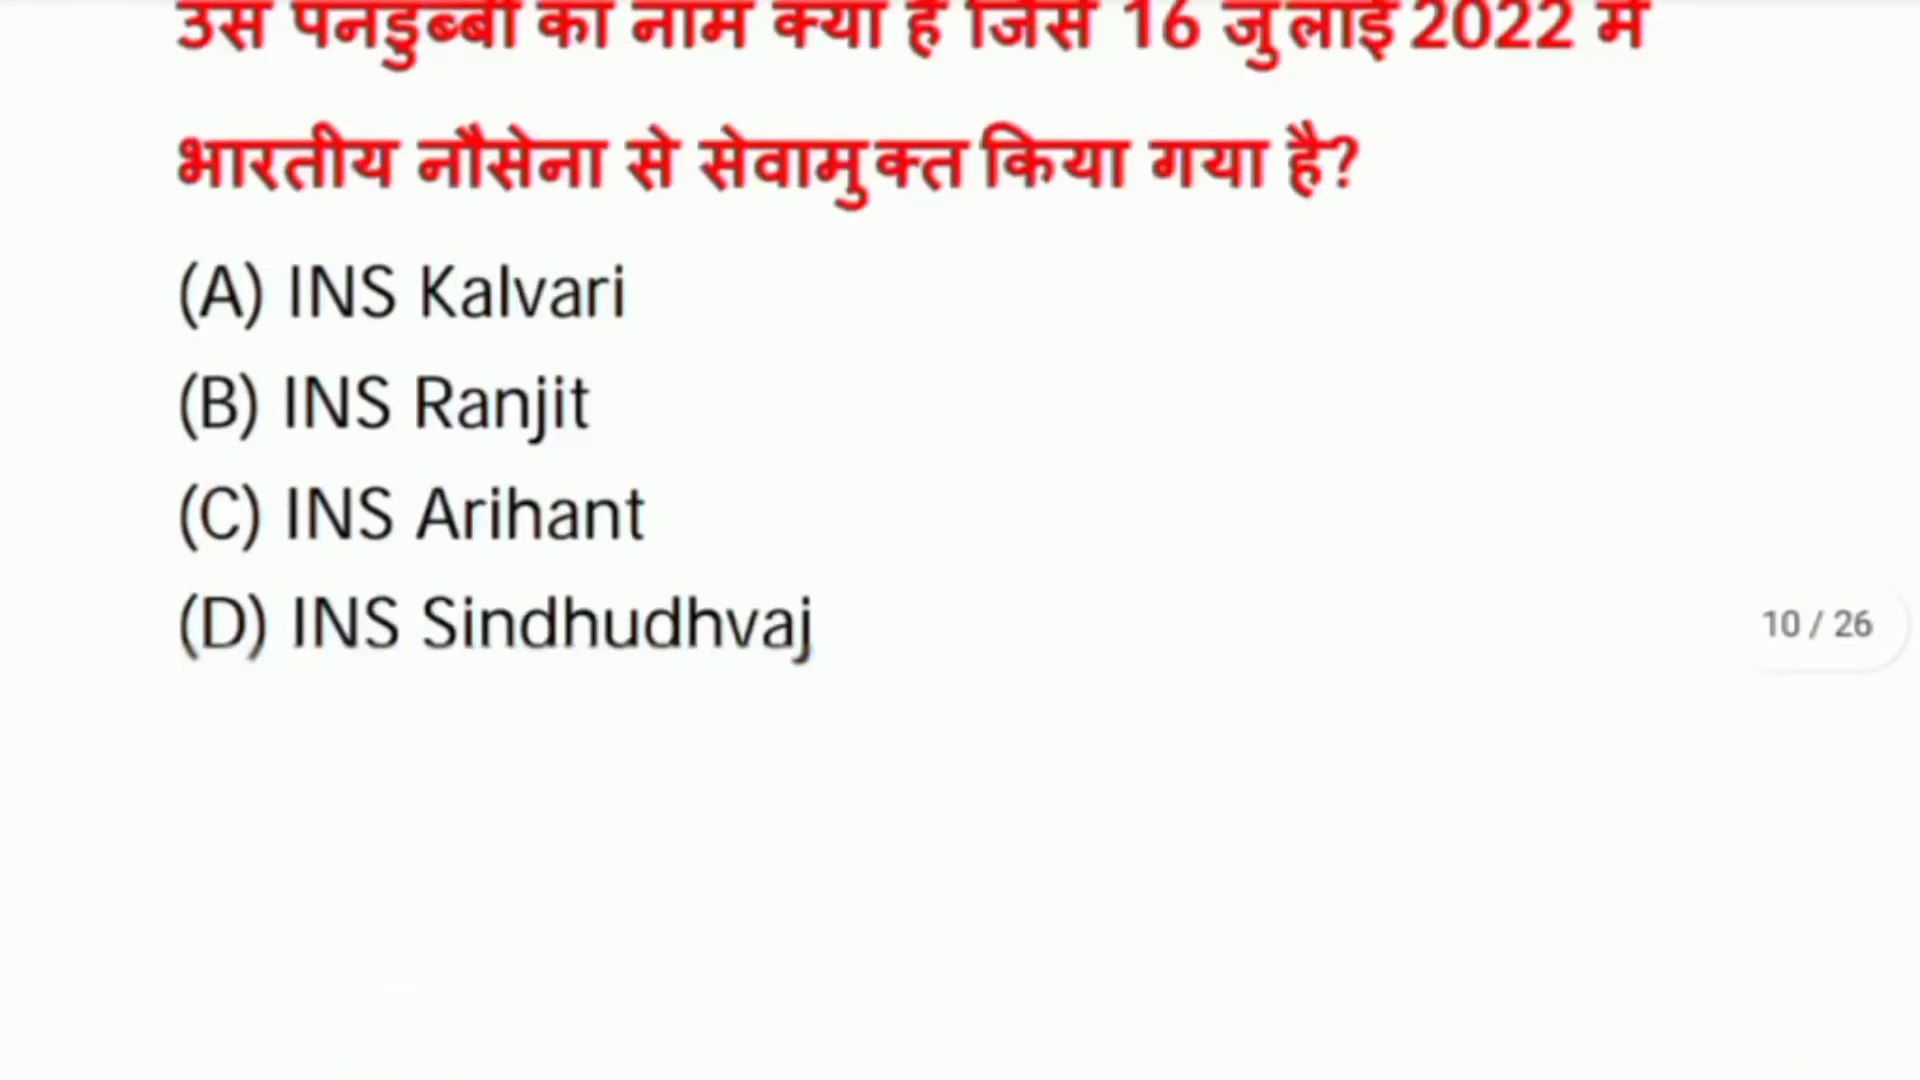 उस पनडुब्बी का नाम क्या है जिसे 16 जुलाई 2022 में
भारतीय नौसेना से सेवामुक्त किया गया है?
(A) INS Kalvari
(B) INS Ranjit
(C) INS Arihant
(D) INS Sindhudhvaj
10 / 26